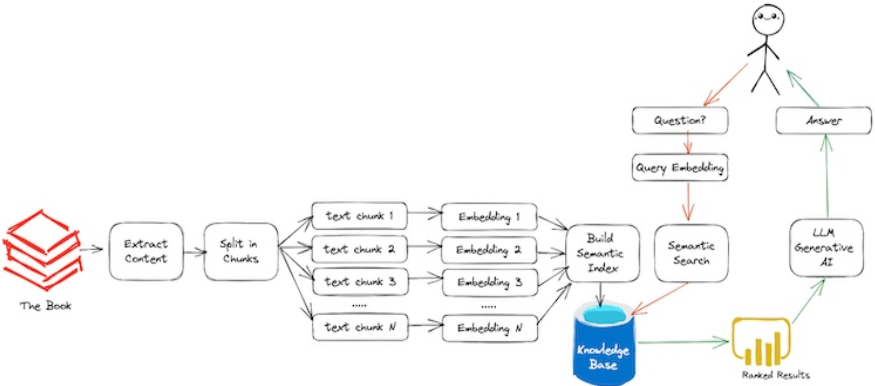 Question?
Answer
Query Embedding
The Book
Extract
Content
Split in
Chunks
text chunk 1
text chunk 2
text chunk 3
.....
text chunk N
Embedding 1
Embedding 2
Embedding 3
.....
Embedding N
Build
Semantic
Index
Semantic
Search
LLM
Generative
AI
Knowledge
Base
Ranked Results